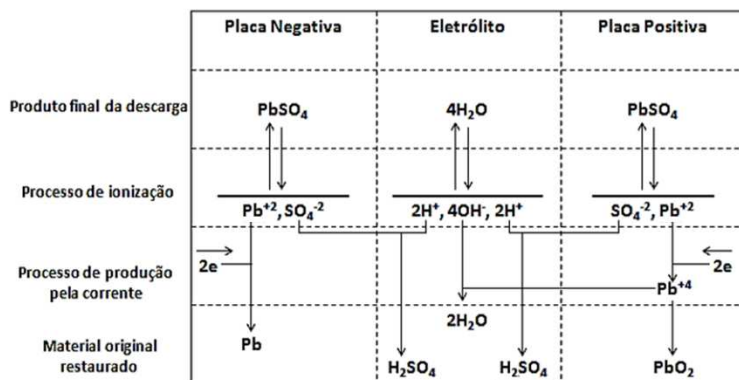 Placa Negativa Eletrólito Placa Positiva
Produto final da descarga PbSO4 4H2O PbSO4
Processo de ionização
Pb+2, SO4-2 2H+, 4OH-, 2H+ SO4-2, Pb+2
2e 2e
Processo de produção
pela corrente
Pb+4
2H2O
Material original
restaurado
Pb H2SO4 H2SO4 PbO2